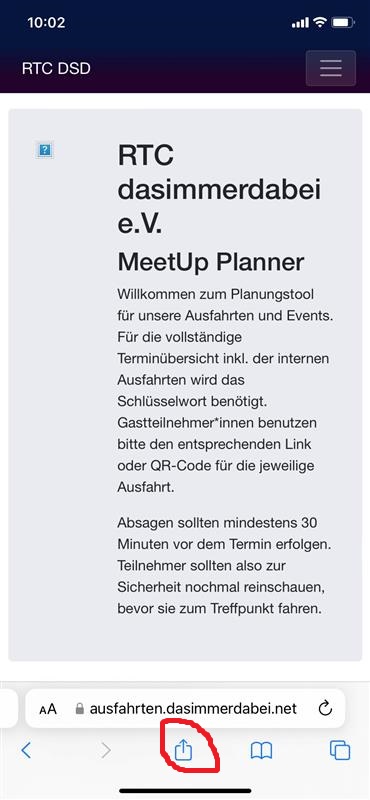 10:02
RTC DSD
?
RTC
dasimmerdabei
e.V.
MeetUp Planner
Willkommen zum Planungstool
für unsere Ausfahrten und Events.
Für die vollständige
Terminübersicht inkl. der internen
Ausfahrten wird das
Schlüsselwort benötigt.
Gastteilnehmer*innen benutzen
bitte den entsprechenden Link
oder QR-Code für die jeweilige
Ausfahrt.
Absagen sollten mindestens 30
Minuten vor dem Termin erfolgen.
Teilnehmer sollten also zur
Sicherheit nochmal reinschauen,
bevor sie zum Treffpunkt fahren.
AA ausfahrten.dasimmerdabei.net